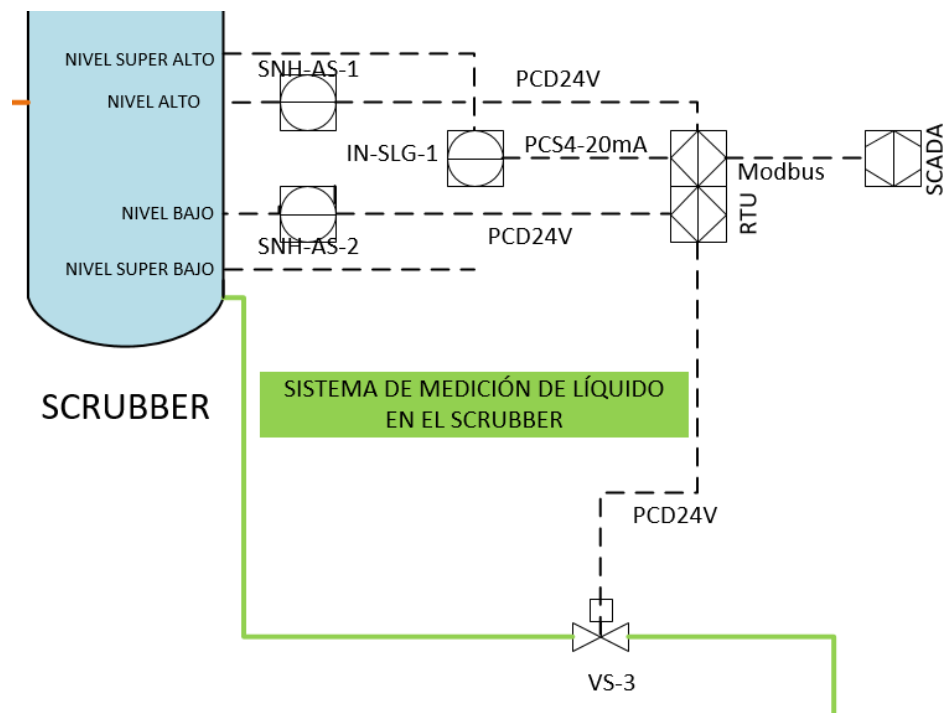 NIVEL SUPER ALTO
SNH-AS-1
PCD24V
NIVEL ALTO
IN-SLG-1
PCS4-20mA
Modbus
SCADA
RTU
NIVEL BAJO
SNH-AS-2
PCD24V
NIVEL SUPER BAJO
SCRUBBER
SISTEMA DE MEDICIÓN DE LÍQUIDO
EN EL SCRUBBER
PCD24V
VS-3